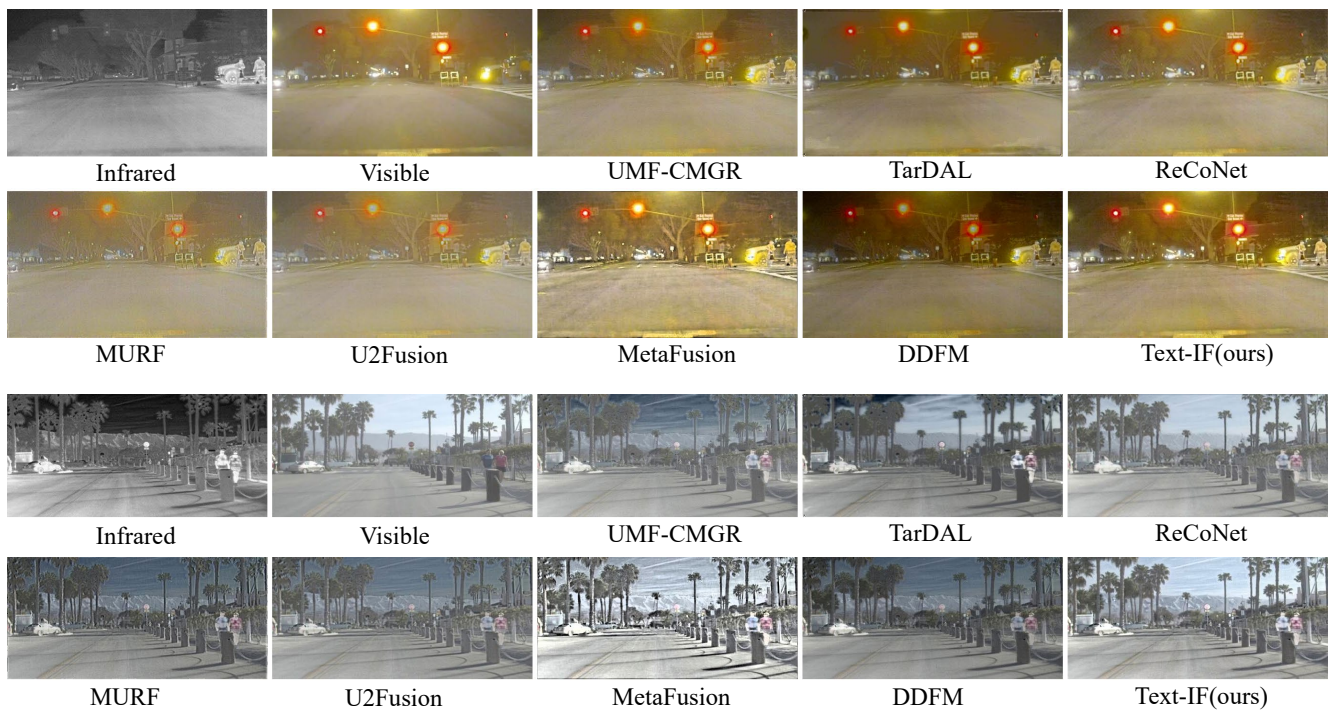 Infrared Visible UMF-CMGR TarDAL ReCoNet
MURF U2Fusion MetaFusion DDFM Text-IF(ours)
Infrared Visible UMF-CMGR TarDAL ReCoNet
MURF U2Fusion MetaFusion DDFM Text-IF(ours)